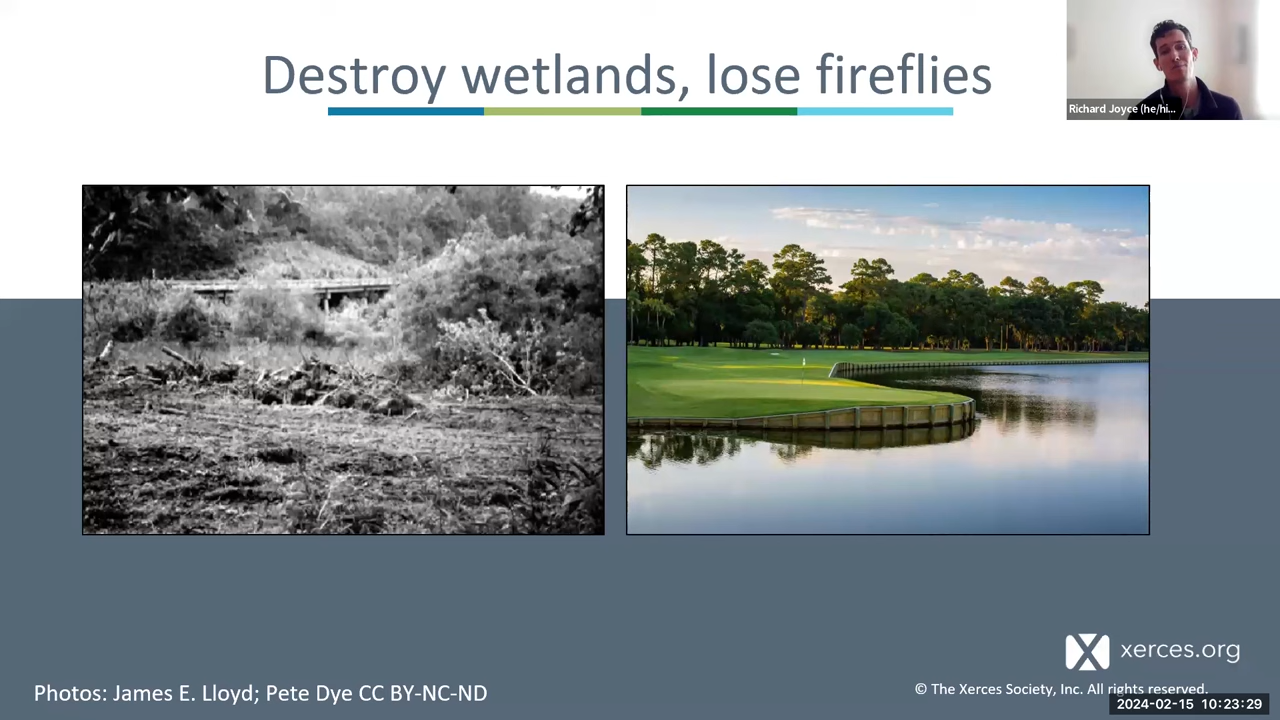 Destroy wetlands, lose fireflies
Richard Joyce (he/hi...
xerces.org
Photos: James E. Lloyd; Pete Dye CC BY-NC-ND
© The Xerces Society, Inc. All rights reserved.
2024-02-15 10:23:29